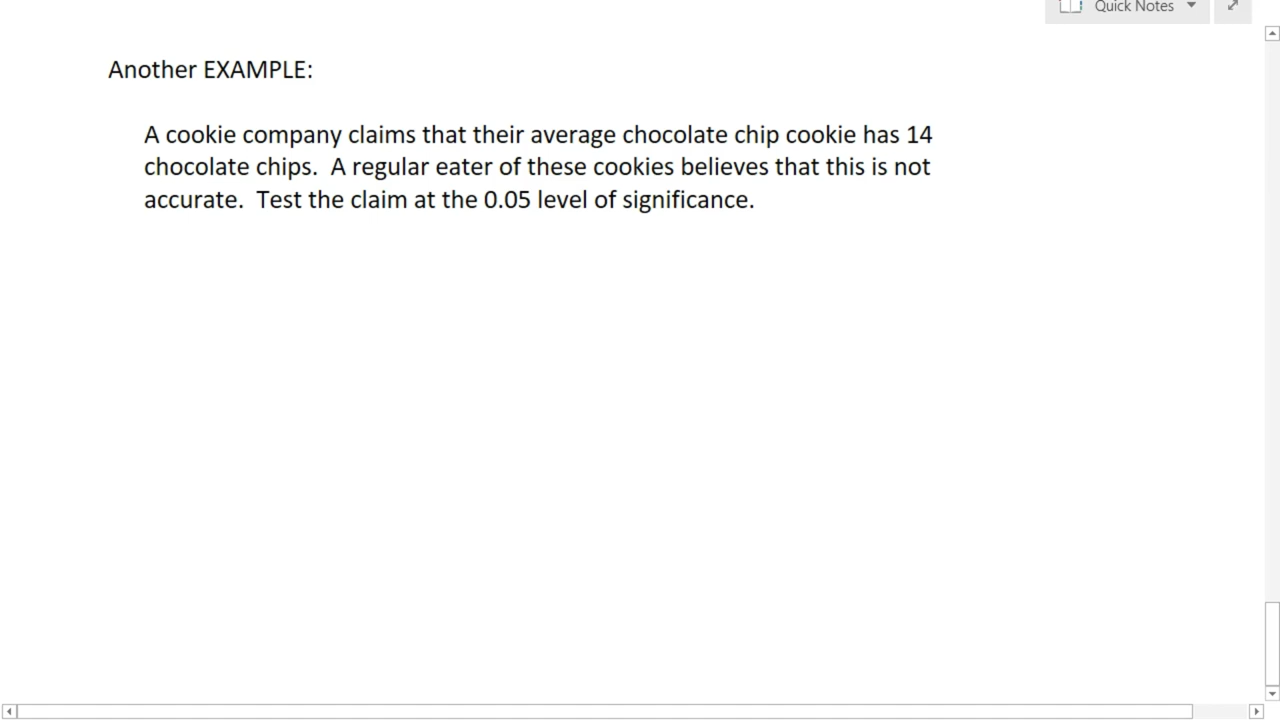 Quick Notes
Another EXAMPLE:
A cookie company claims that their average chocolate chip cookie has 14
chocolate chips.  A regular eater of these cookies believes that this is not
accurate.  Test the claim at the 0.05 level of significance.